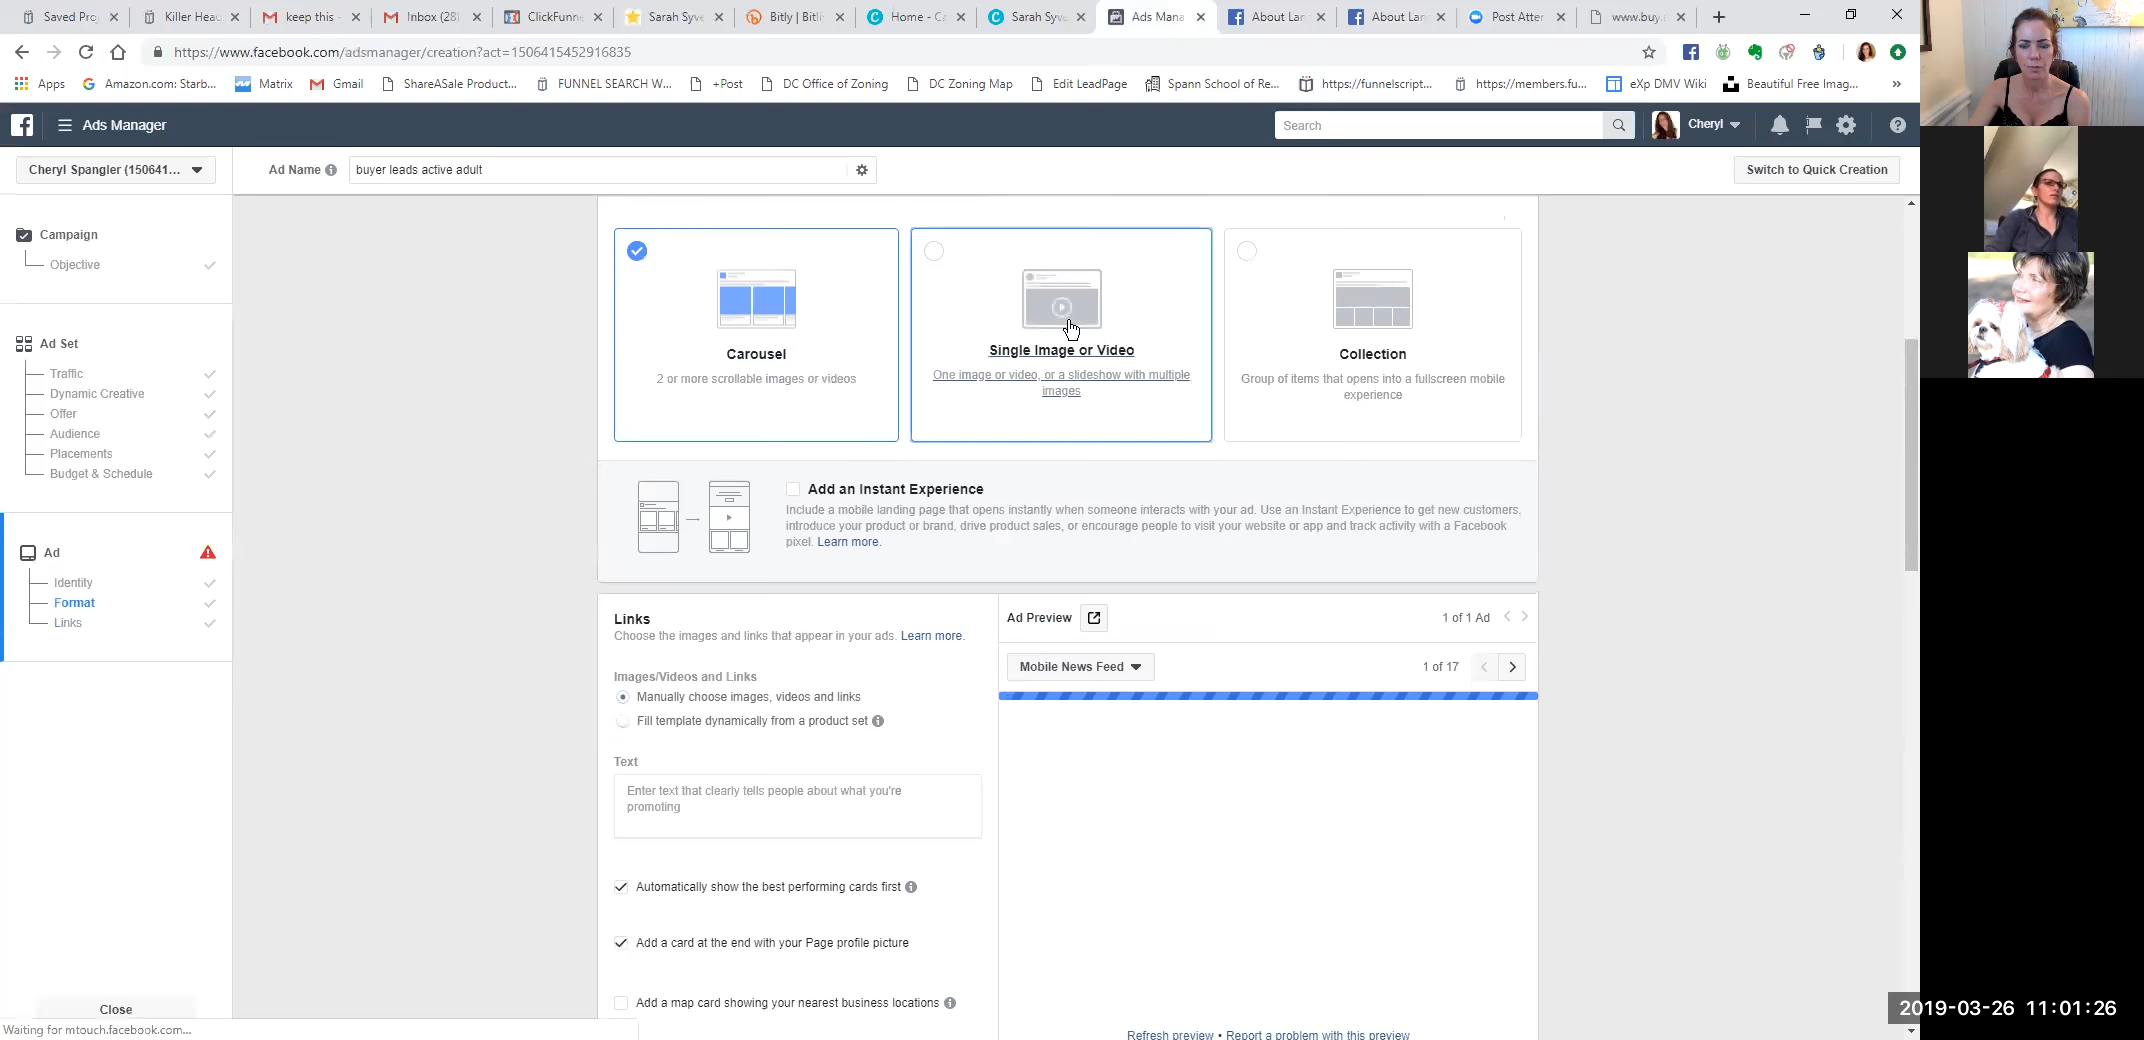 Saved Pro
Killer Hea
keep this -
Inbox (28
ClickFunne
Sarah Syve
Bitly | Bitl
Home - Ca
Sarah Syve
Ads Mana
About Lan
About Lan
Post Atter
www.buy.
https://www.facebook.com/adsmanager/creation?act=1506415452916835
Apps
Amazon.com: Starb...
Matrix
Gmail
ShareASale Product...
FUNNEL SEARCH W...
+Post
DC Office of Zoning
DC Zoning Map
Edit LeadPage
Spann School of Re...
https://funnelscript...
https://members.fu...
eXp DMV Wiki
Beautiful Free Imag...
»
Ads Manager
Search
Cheryl
Cheryl Spangler (150641...
Ad Name
buyer leads active adult
Switch to Quick Creation
Campaign
Objective
Ad Set
Traffic
Dynamic Creative
Offer
Audience
Placements
Budget & Schedule
Ad
Identity
Format
Links
Close
Waiting for mtouch.facebook.com...
Carousel
2 or more scrollable images or videos
Single Image or Video
One image or video, or a slideshow with multiple
images
Collection
Group of items that opens into a fullscreen mobile
experience
Add an Instant Experience
Include a mobile landing page that opens instantly when someone interacts with your ad. Use an Instant Experience to get new customers,
introduce your product or brand, drive product sales, or encourage people to visit your website or app and track activity with a Facebook
pixel. Learn more.
Links
Choose the images and links that appear in your ads. Learn more.
Images/Videos and Links
Manually choose images, videos and links
Fill template dynamically from a product set
Text
Enter text that clearly tells people about what you're
promoting
Automatically show the best performing cards first
Add a card at the end with your Page profile picture
Add a map card showing your nearest business locations
Ad Preview
1 of 1 Ad
Mobile News Feed
1 of 17
Refresh preview • Report a problem with this preview
2019-03-26 11:01:26